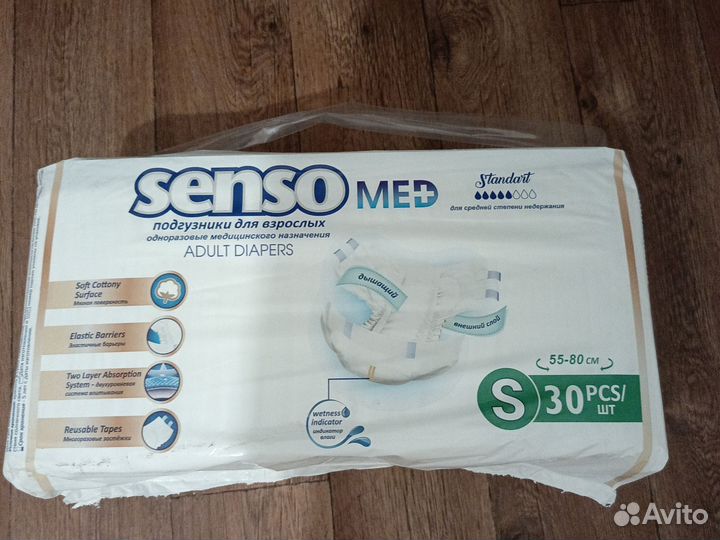 senso MED
Standart
для средней степени недержания
подгузники для взрослых
одноразовые медицинского назначения
ADULT DIAPERS
Soft Cottony
Surface
Мягкая поверхность
Elastic Barriers
Эластичные барьеры
Two Layer Absorption
System - двухуровневая
система впитывания
Reusable Tapes
Многоразовые застёжки
дышащий
внешний слой
wetness
indicator
индикатор
влаги
55-80 см
S 30 PCS/
шт
Avito